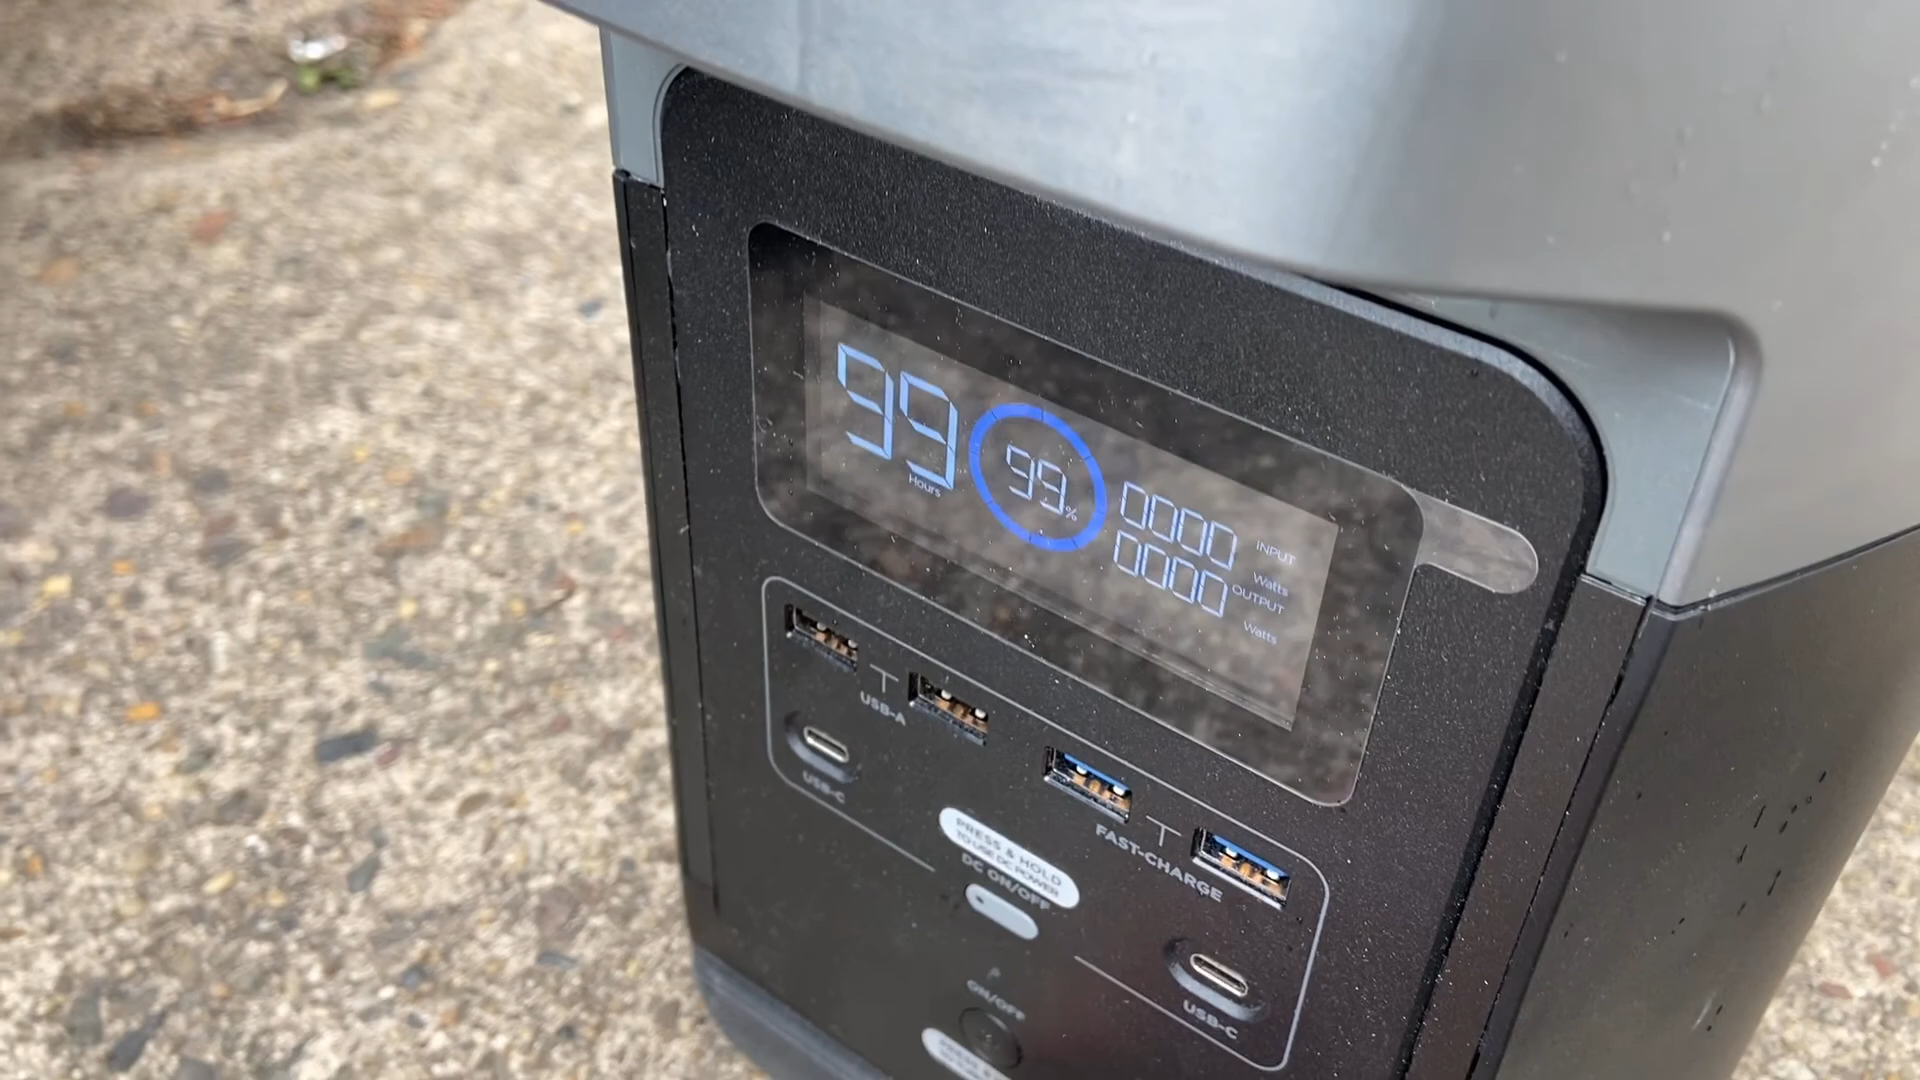 99
Hours
99%
0000 INPUT
Watts
0000 OUTPUT
Watts
USB-A
USB-C
FAST-CHARGE
PRESS & HOLD
TO USE DC POWER
DC ON/OFF
USB-C
ON/OFF